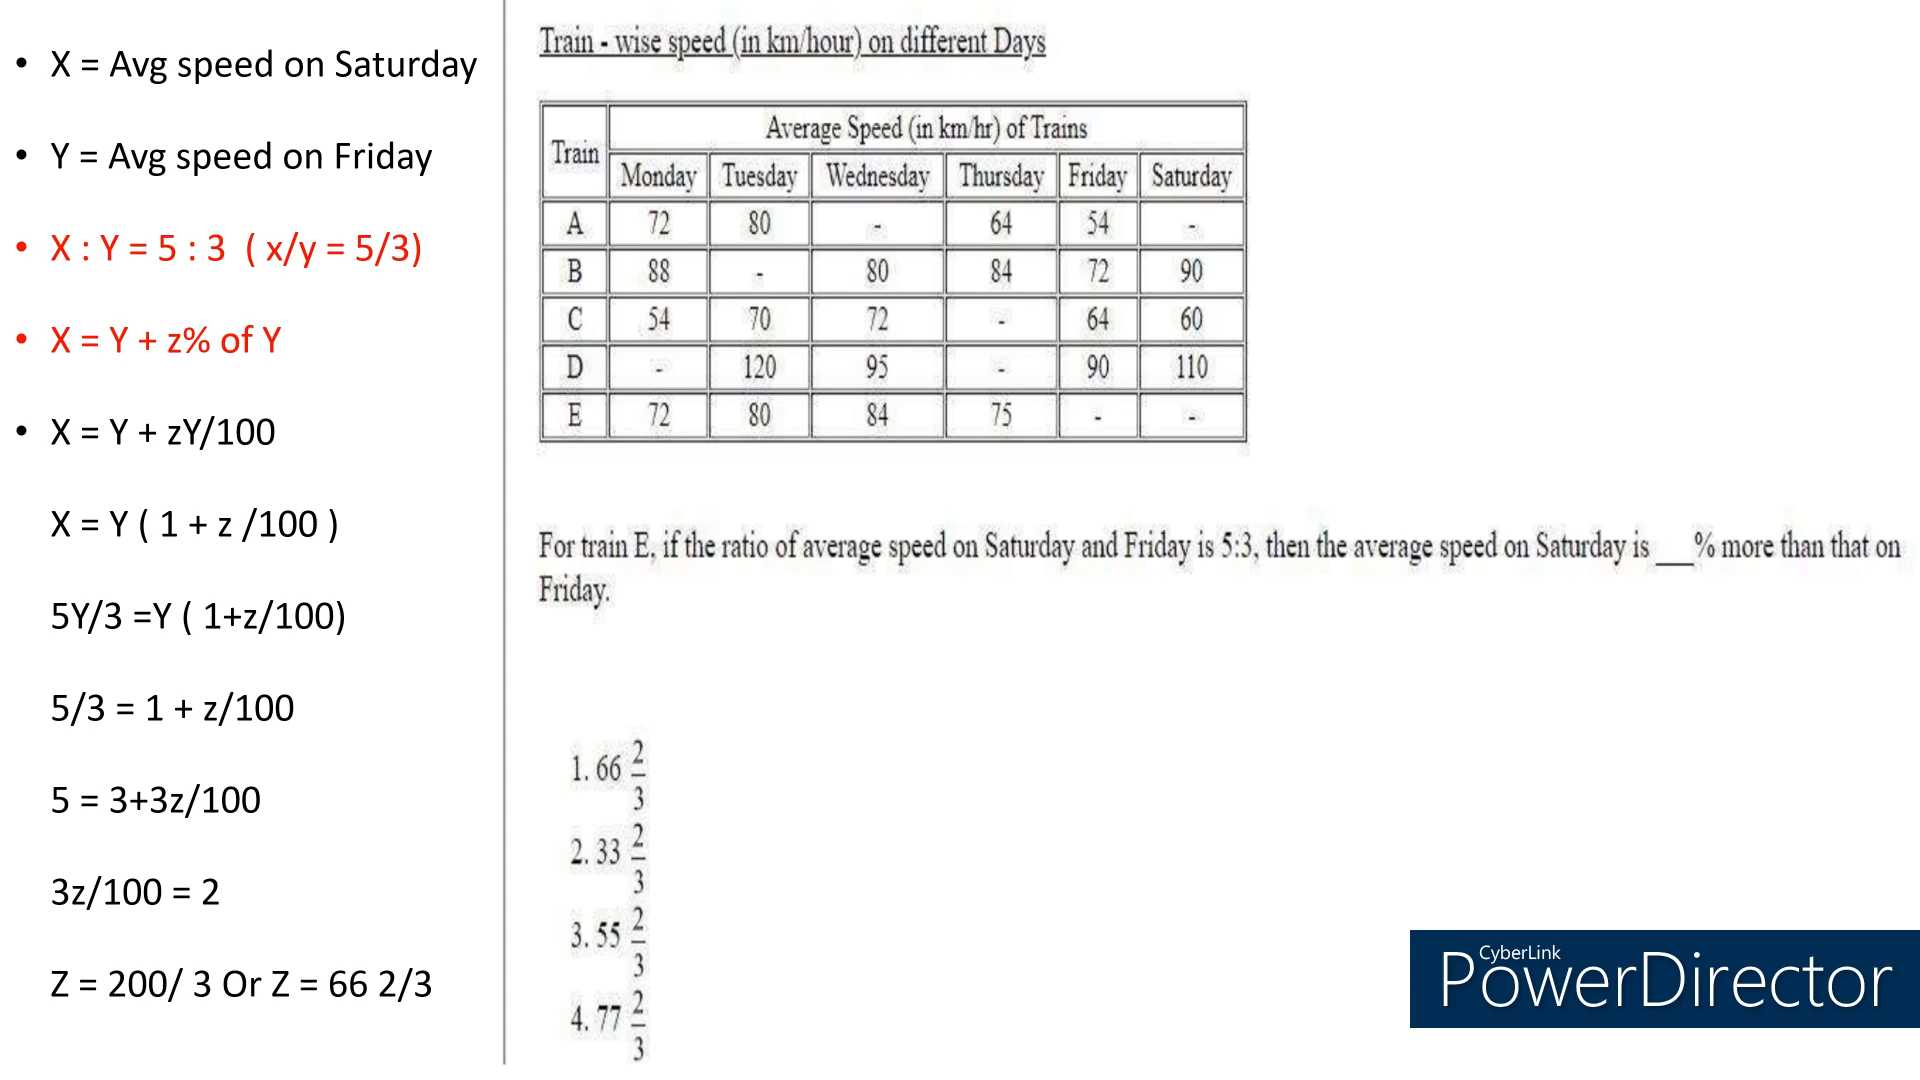 • X = Avg speed on Saturday
• Y = Avg speed on Friday
• X : Y = 5 : 3 ( x/y = 5/3)
• X = Y + z% of Y
• X = Y + zY/100
X = Y ( 1 + z /100 )
5Y/3 =Y ( 1+z/100)
5/3 = 1 + z/100
5 = 3+3z/100
3z/100 = 2
Z = 200/ 3 Or Z = 66 2/3
Train - wise speed (in km/hour) on different Days
Train Average Speed (in km/hr) of Trains
Monday Tuesday Wednesday Thursday Friday Saturday
A 72 80 - 64 54 -
B 88 - 80 84 72 90
C 54 70 72 - 64 60
D - 120 95 - 90 110
E 72 80 84 75 - -
For train E, if the ratio of average speed on Saturday and Friday is 5:3, then the average speed on Saturday is ___% more than that on
Friday.
1. 66 2/3
2. 33 2/3
3. 55 2/3
4. 77 2/3
CyberLink
PowerDirector